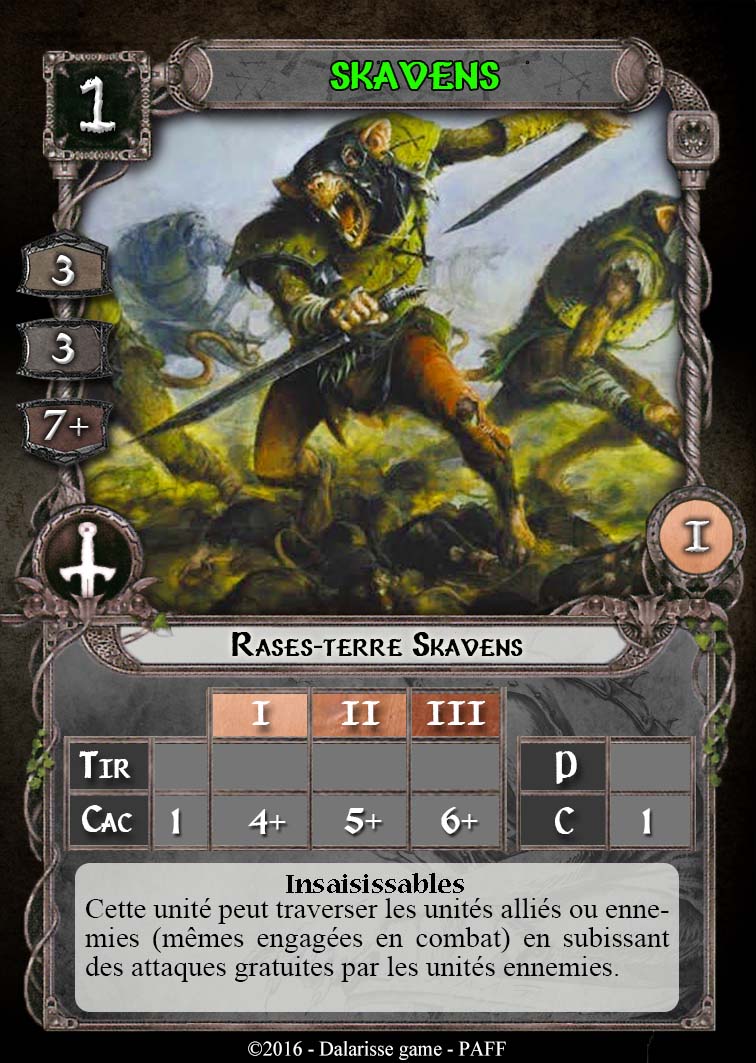 1
SKAVENS
3
3
7+
I
RASES-TERRE SKAVENS
I II III
TIR P
CAC 1 4+ 5+ 6+ C 1
Insaisissables
Cette unité peut traverser les unités alliés ou enne-
mies (mêmes engagées en combat) en subissant
des attaques gratuites par les unités ennemies.
©2016 - Dalarisse game - PAFF